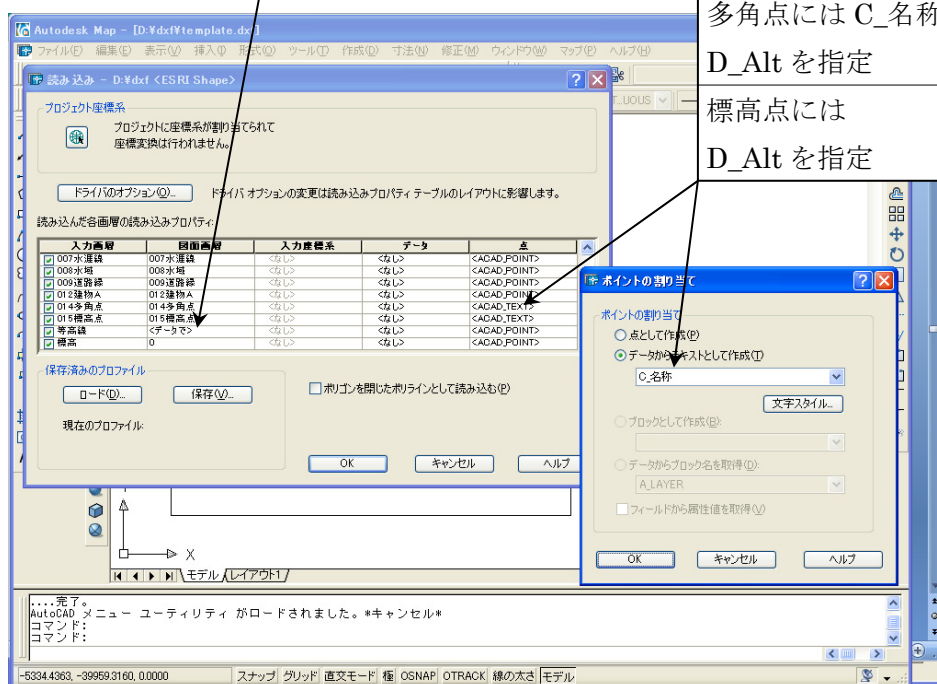 多角点には C_名称
D_Alt を指定
標高点には
D_Alt を指定
Autodesk Map - [D:¥dxf¥template.dx
ファイル(F) 編集(E) 表示(V) 挿入(I) 形式(O) ツール(T) 作成(D) 寸法(N) 修正(M) ウィンドウ(W) マップ(P) ヘルプ(H)
読み込み - D:¥dxf <ESRI Shape>
プロジェクト座標系
プロジェクトに座標系が割り当てられて
座標変換は行われません。
ドライバのオプション(O)... ドライバ オプションの変更は読み込みプロパティ テーブルのレイアウトに影響します。
読み込んだ各画層の読み込みプロパティ:
入力画層 図面画層 入力座標系 データ 点
007水涯線 007水涯線 <なし> <なし> <ACAD_POINT>
008水域 008水域 <なし> <なし> <ACAD_POINT>
009道路縁 009道路縁 <なし> <なし> <ACAD_POINT>
012建物A 012建物A <なし> <なし> <ACAD_POINT>
014多角点 014多角点 <なし> <なし> <ACAD_TEXT>
015標高点 015標高点 <なし> <なし> <ACAD_TEXT>
等高線 <データで> <なし> <なし> <ACAD_POINT>
標高 0 <なし> <なし> <ACAD_POINT>
保存済みのプロファイル
ロード(D)... 保存(V)...
現在のプロファイル:
ポリゴンを閉じたポリラインとして読み込む(P)
OK キャンセル ヘルプ
ポイントの割り当て
ポイントの割り当て
点として作成(P)
データからテキストとして作成(T)
C_名称
文字スタイル...
ブロックとして作成(B):
データからブロック名を取得(D):
A_LAYER
フィールドから属性値を取得(V)
OK キャンセル ヘルプ
X
モデル レイアウト1
....完了。
AutoCAD メニュー ユーティリティ がロードされました。*キャンセル*
コマンド:
コマンド:
-5334.4363, -39959.3160, 0.0000 スナップ グリッド 直交モード 極 OSNAP OTRACK 線の太さ モデル